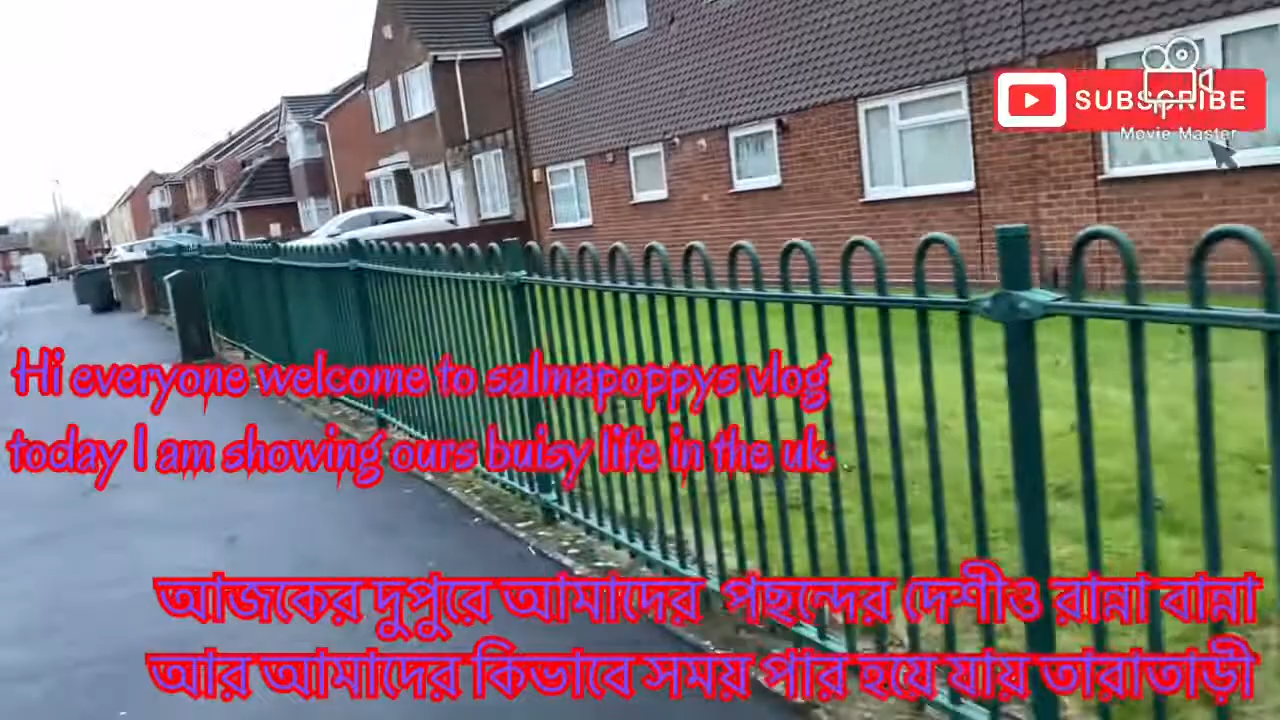 SUBSCRIBE
Movie Master
Hi everyone welcome to salmapoppys vlog
today I am showing ours buisy life in the uk
আজকের দুপুরে আমাদের পছন্দের দেশীও রান্না বান্না
আর আমাদের কিভাবে সময় পার হয়ে যায় তারাতাড়ী